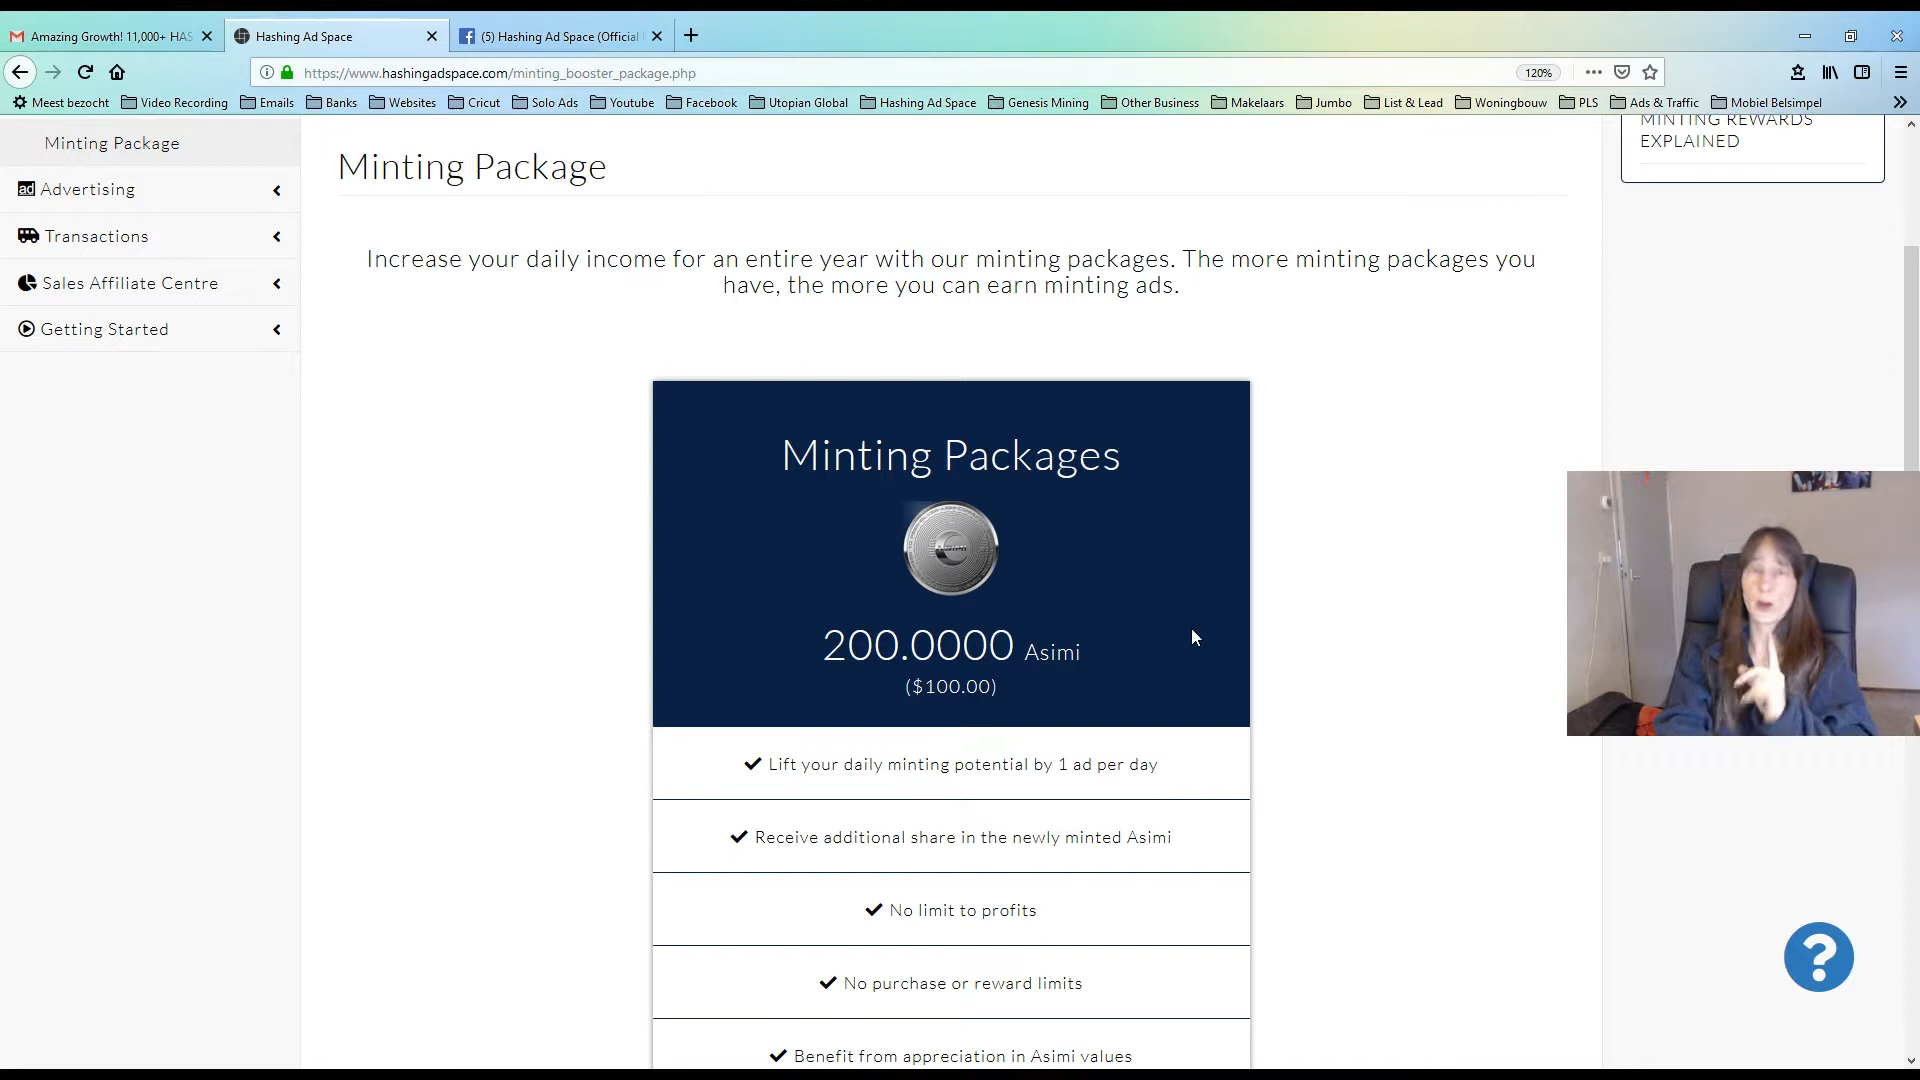 Amazing Growth! 11,000+ HAS
Hashing Ad Space
(5) Hashing Ad Space (Official
https://www.hashingadspace.com/minting_booster_package.php
120%
Meest bezocht
Video Recording
Emails
Banks
Websites
Cricut
Solo Ads
Youtube
Facebook
Utopian Global
Hashing Ad Space
Genesis Mining
Other Business
Makelaars
Jumbo
List & Lead
Woningbouw
PLS
Ads & Traffic
Mobiel Belsimpel
Minting Package
Advertising
Transactions
Sales Affiliate Centre
Getting Started
Minting Package
Increase your daily income for an entire year with our minting packages. The more minting packages you
have, the more you can earn minting ads.
Minting Packages
ASIMI
200.0000 Asimi
($100.00)
Lift your daily minting potential by 1 ad per day
Receive additional share in the newly minted Asimi
No limit to profits
No purchase or reward limits
Benefit from appreciation in Asimi values
MINTING REWARDS
EXPLAINED